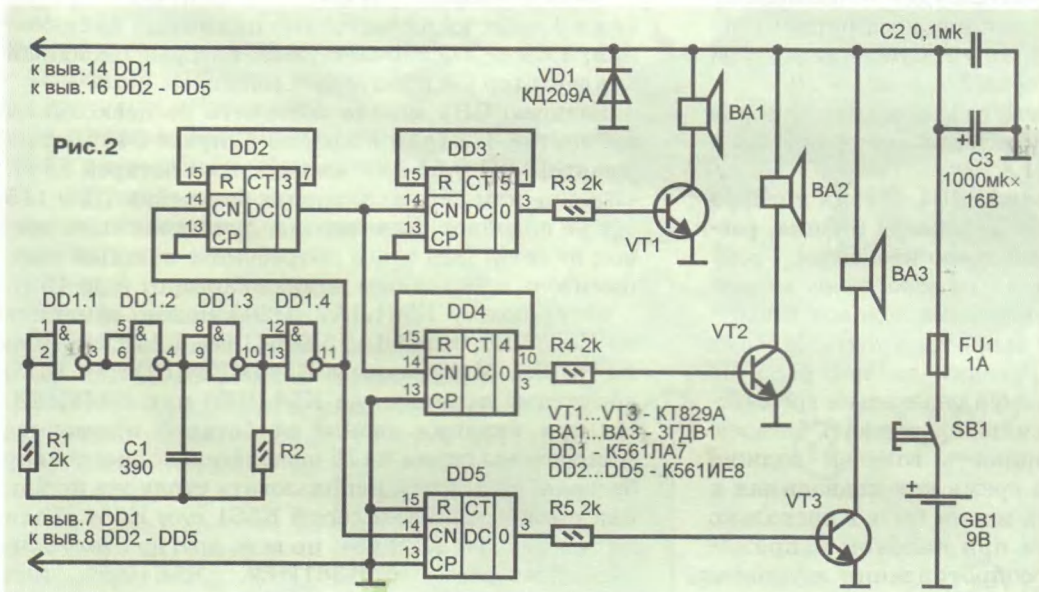 к выв.14 DD1
к выв.16 DD2 - DD5
Рис.2
VD1
КД209А
BA1
BA2
BA3
C2 0,1мк
C3
1000мк×
16В
FU1
1А
SB1
GB1
9В
DD2
15 R CT 3 7
14 CN DC 0
13 CP
DD3
15 R CT 5 1
14 CN DC 0 3
13 CP
R3 2k
VT1
DD1.1
DD1.2
DD1.3
DD1.4
1 & 5 & 8 & 12 &
2 3 6 4 9 10 13 11
DD4
15 R CT 4 10
14 CN DC 0 3
13 CP
R4 2k
VT2
R1
2k
C1
390
R2
DD5
15 R CT
14 CN DC 0 3
13 CP
R5 2k
VT3
VT1...VT3 - КТ829А
BA1...BA3 - 3ГДВ1
DD1 - К561ЛА7
DD2...DD5 - К561ИЕ8
к выв.7 DD1
к выв.8 DD2 - DD5